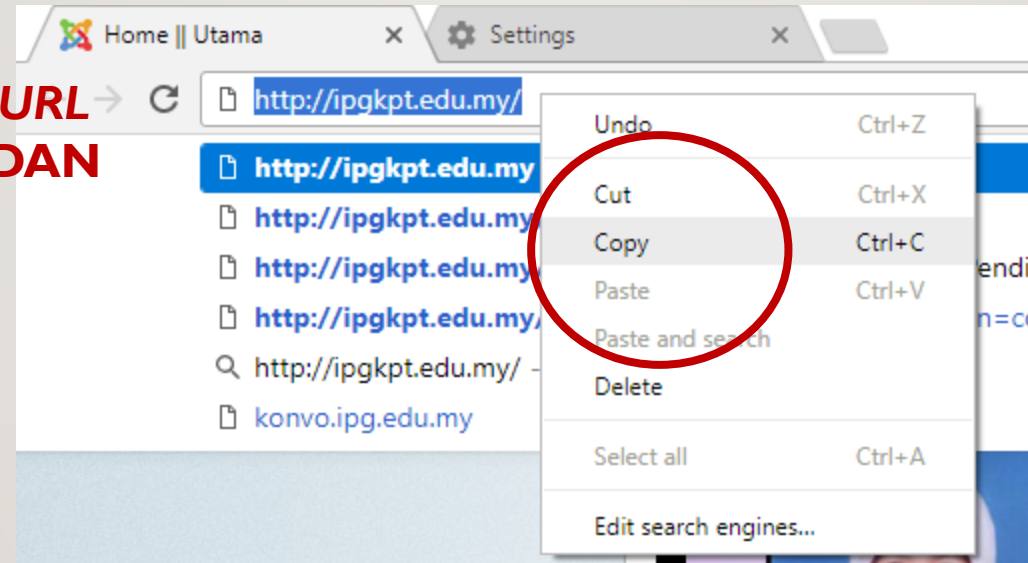 Home || Utama
Settings
URL
DAN
http://ipgkpt.edu.my/
http://ipgkpt.edu.my
http://ipgkpt.edu.my/
http://ipgkpt.edu.my/
http://ipgkpt.edu.my/
http://ipgkpt.edu.my/ -
konvo.ipg.edu.my
Undo Ctrl+Z
Cut Ctrl+X
Copy Ctrl+C
Paste Ctrl+V
Paste and search
Delete
Select all Ctrl+A
Edit search engines...